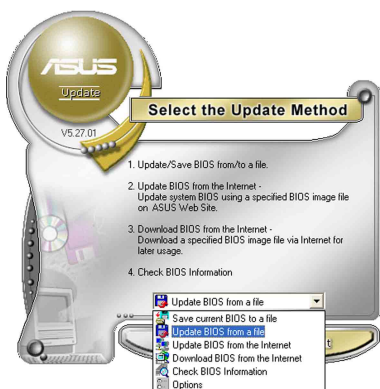 ASUS
Update
V5.27.01
Select the Update Method
1. Update/Save BIOS from/to a file.
2. Update BIOS from the Internet -
Update system BIOS using a specified BIOS image file
on ASUS Web Site.
3. Download BIOS from the Internet -
Download a specified BIOS image file via Internet for
later usage.
4. Check BIOS Information
Update BIOS from a file
Save current BIOS to a file
Update BIOS from a file
Update BIOS from the Internet
Download BIOS from the Internet
Check BIOS Information
Options